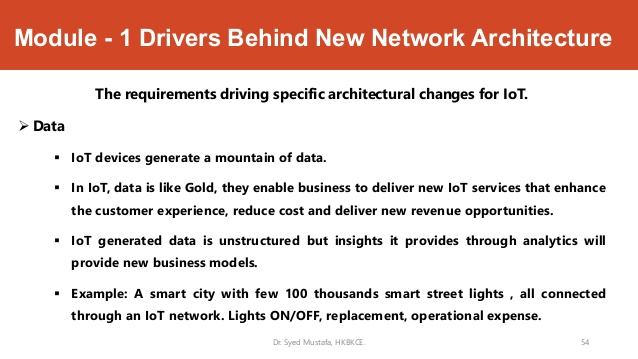 Module - 1 Drivers Behind New Network Architecture
The requirements driving specific architectural changes for IoT.
➢ Data
▪ IoT devices generate a mountain of data.
▪ In IoT, data is like Gold, they enable business to deliver new IoT services that enhance
the customer experience, reduce cost and deliver new revenue opportunities.
▪ IoT generated data is unstructured but insights it provides through analytics will
provide new business models.
▪ Example: A smart city with few 100 thousands smart street lights , all connected
through an IoT network. Lights ON/OFF, replacement, operational expense.
Dr. Syed Mustafa, HKBKCE. 54